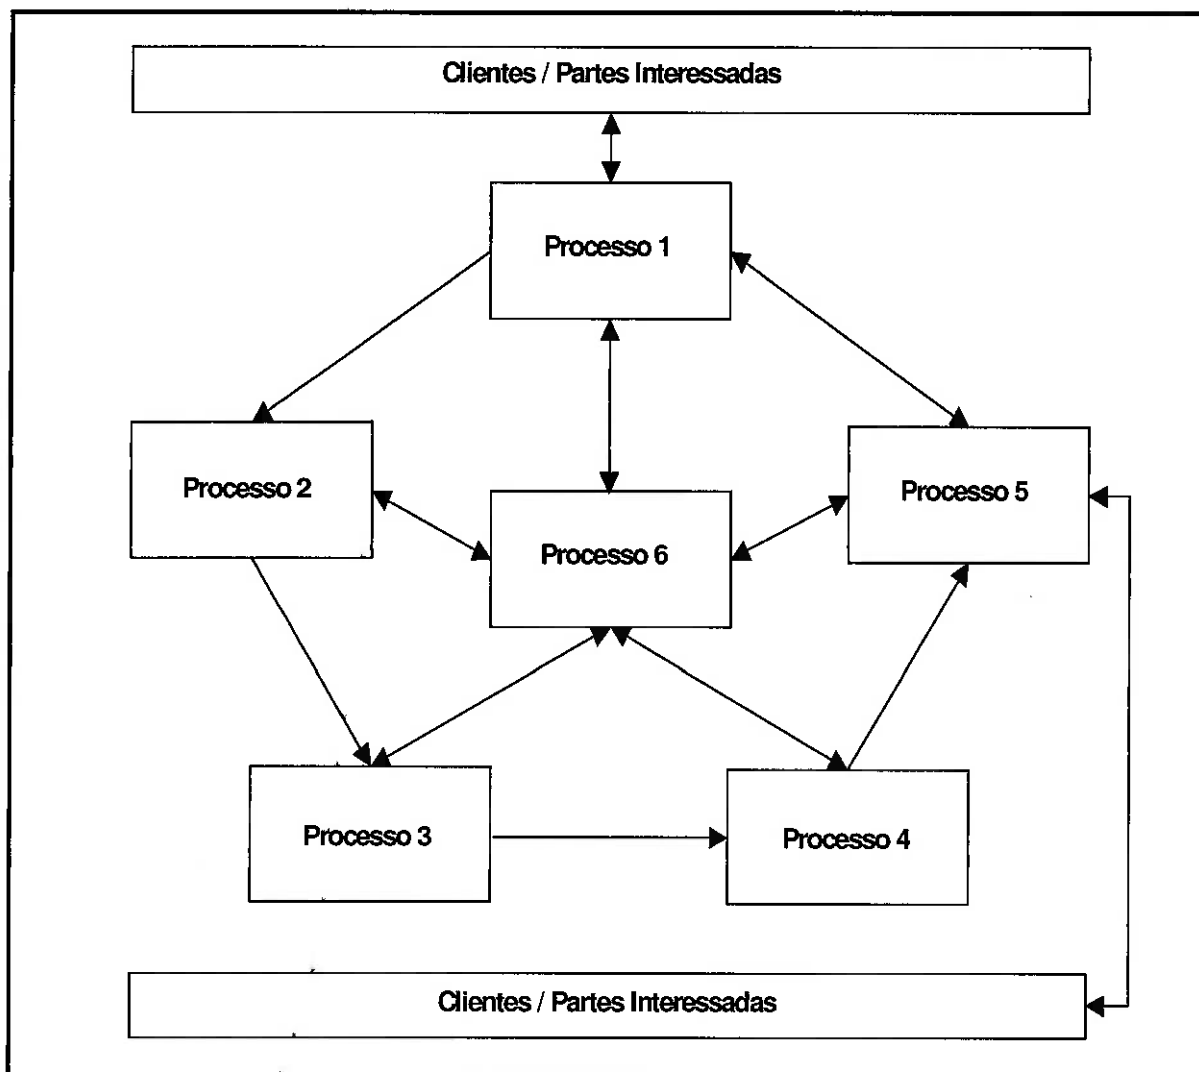 Clientes / Partes Interessadas
Processo 1
Processo 2
Processo 5
Processo 6
Processo 3
Processo 4
Clientes / Partes Interessadas